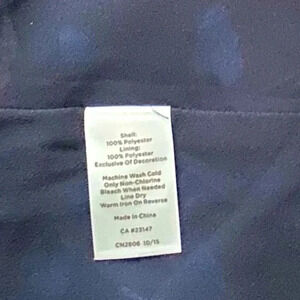 Shell:
100% Polyester
Lining:
100% Polyester
Exclusive Of Decoration
Machine Wash Cold
Only Non-Chlorine
Bleach When Needed
Line Dry
Warm Iron On Reverse
Made in China
CA #23147
CN2806 10/15